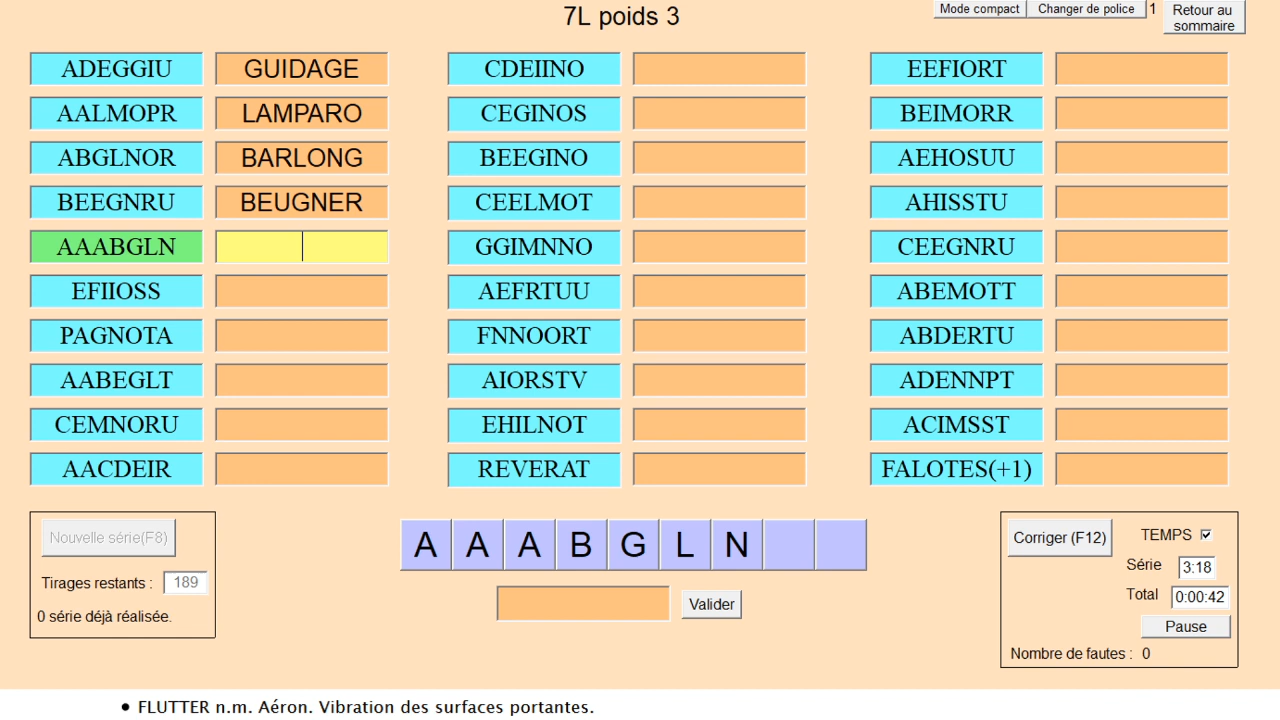 7L poids 3
Mode compact
Changer de police
1
Retour au
sommaire
ADEGGIU GUIDAGE
AALMOPR LAMPARO
ABGLNOR BARLONG
BEEGNRU BEUGNER
AAABGLN
EFIIOSS
PAGNOTA
AABEGLT
CEMNORU
AACDEIR
CDEIINO
CEGINOS
BEEGINO
CEELMOT
GGIMNNO
AEFRTUU
FNNOORT
AIORSTV
EHILNOT
REVERAT
EEFIORT
BEIMORR
AEHOSUU
AHISSTU
CEEGNRU
ABEMOTT
ABDERTU
ADENNPT
ACIMSST
FALOTES(+1)
Nouvelle série(F8)
Tirages restants : 189
0 série déjà réalisée.
A A A B G L N
Valider
Corriger (F12)
TEMPS
Série 3:18
Total 0:00:42
Pause
Nombre de fautes : 0
• FLUTTER n.m. Aéron. Vibration des surfaces portantes.